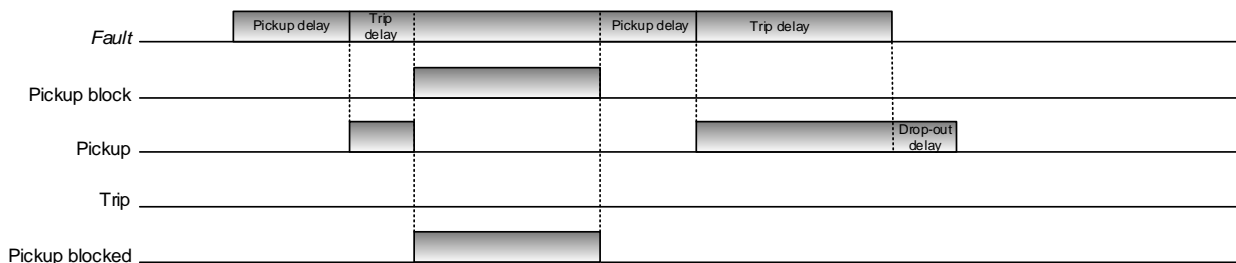 Fault
Pickup delay
Trip
delay
Pickup delay
Trip delay
Pickup block
Pickup
Drop-out
delay
Trip
Pickup blocked